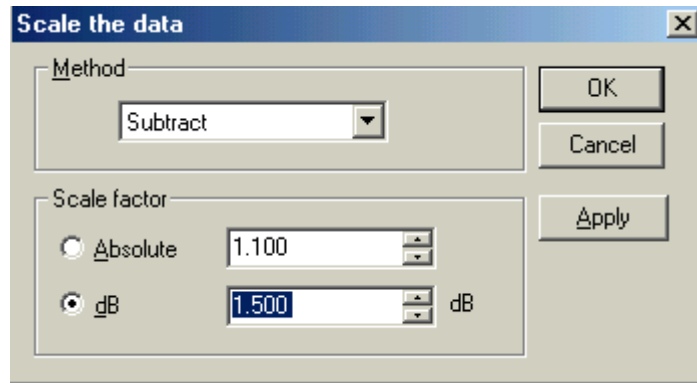 Scale the data
Method
Subtract
OK
Cancel
Scale factor
Absolute 1.100
dB 1.500 dB
Apply